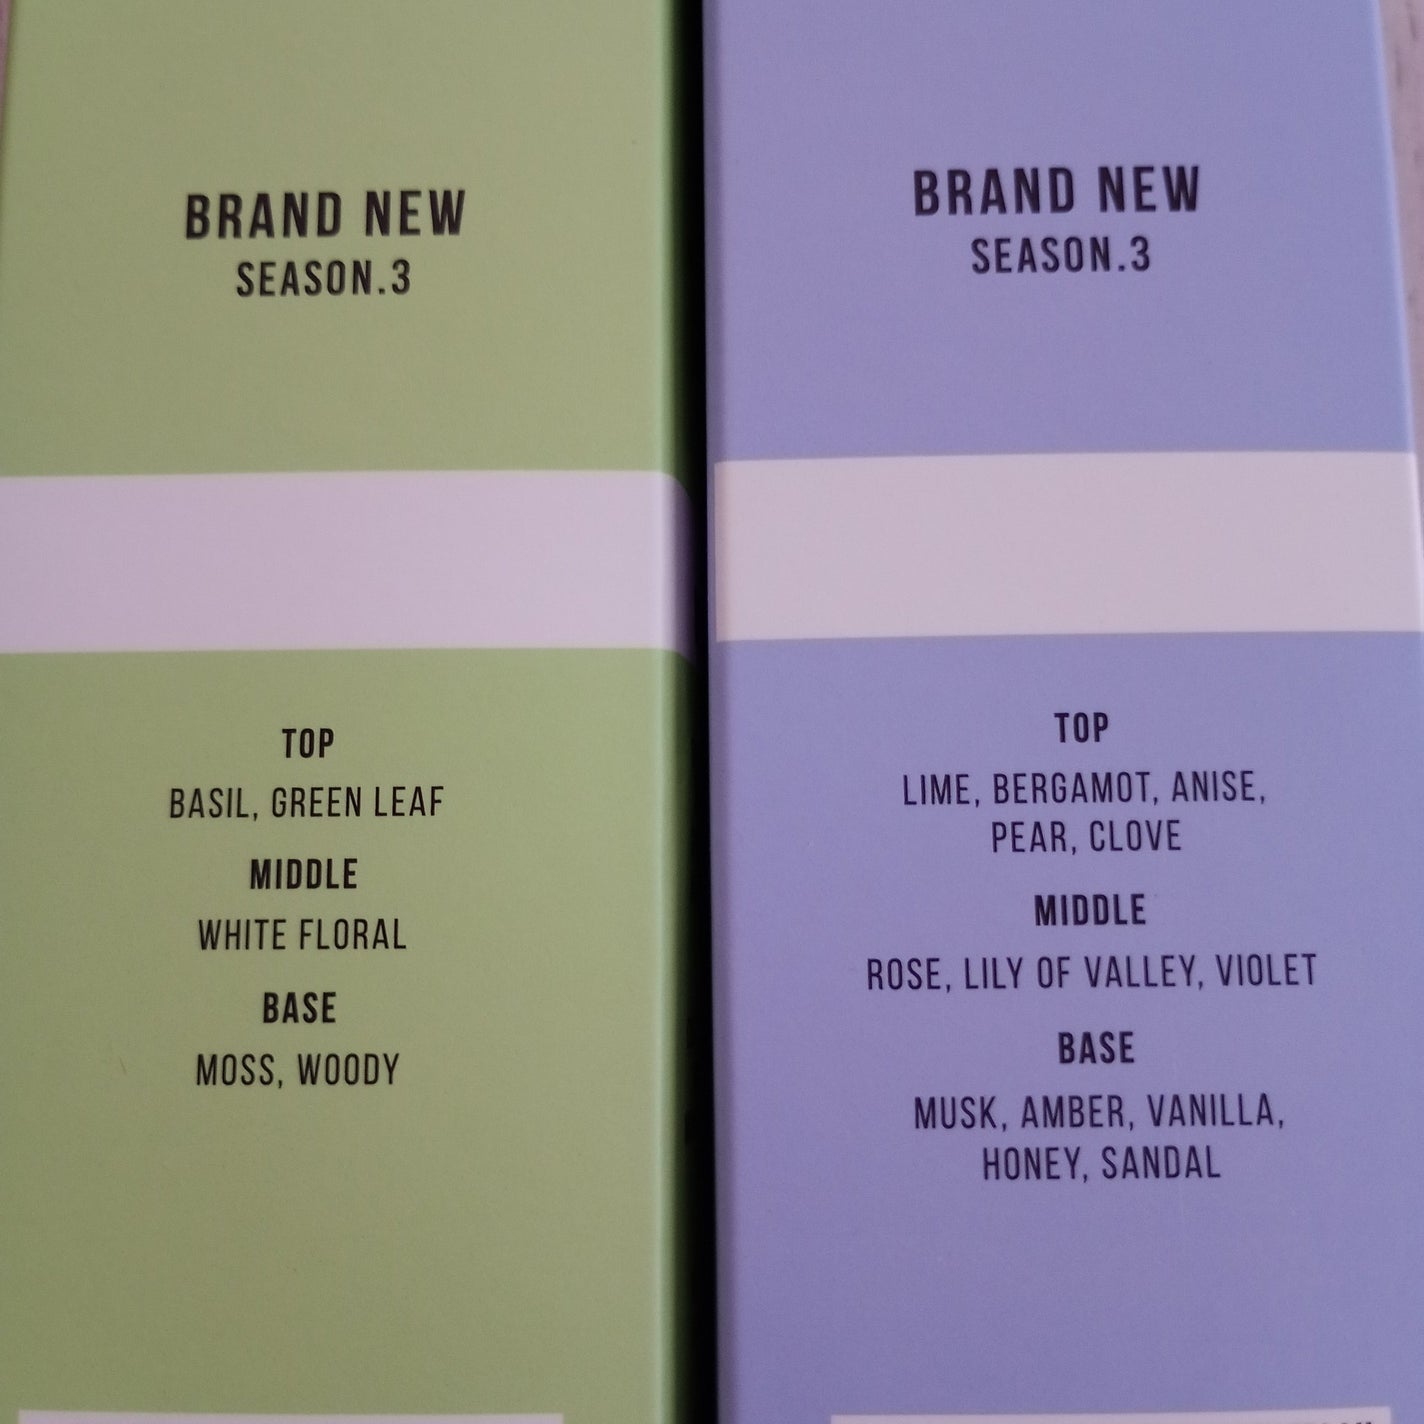 BRAND NEW
SEASON.3
TOP
BASIL, GREEN LEAF
MIDDLE
WHITE FLORAL
BASE
MOSS, WOODY
BRAND NEW
SEASON.3
TOP
LIME, BERGAMOT, ANISE,
PEAR, CLOVE
MIDDLE
ROSE, LILY OF VALLEY, VIOLET
BASE
MUSK, AMBER, VANILLA,
HONEY, SANDAL